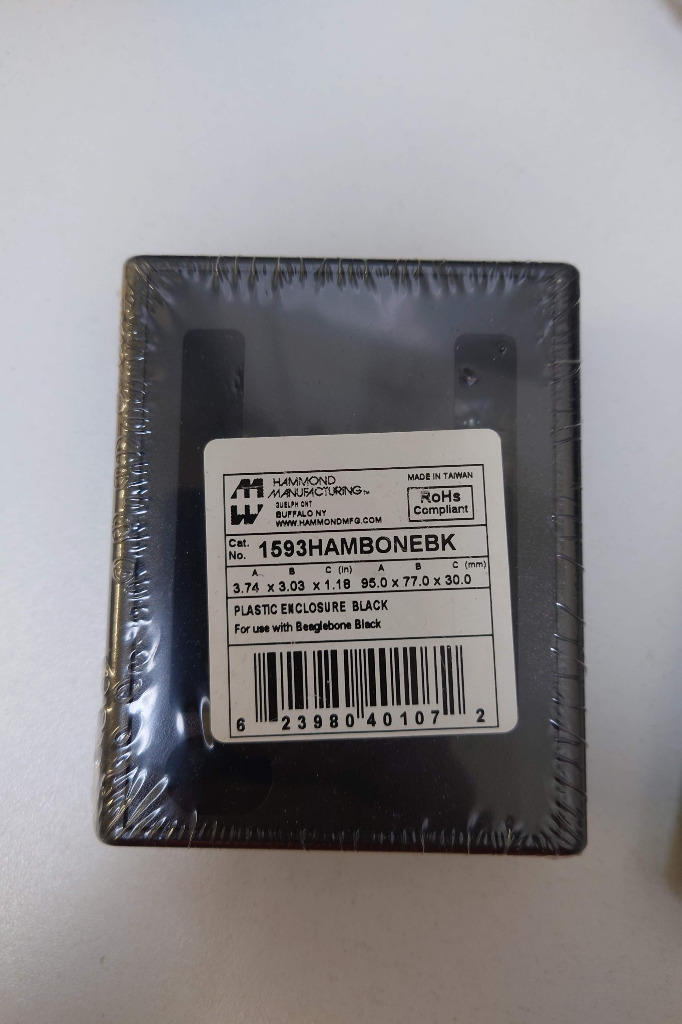 HAMMOND
MANUFACTURING™
GUELPH ONT
BUFFALO NY
WWW.HAMMONDMFG.COM
MADE IN TAIWAN
RoHs
Compliant
Cat.
No. 1593HAMBONEBK
A B C (in) A B C (mm)
3.74 x 3.03 x 1.18 95.0 x 77.0 x 30.0
PLASTIC ENCLOSURE BLACK
For use with Beaglebone Black
6 23980 40107 2